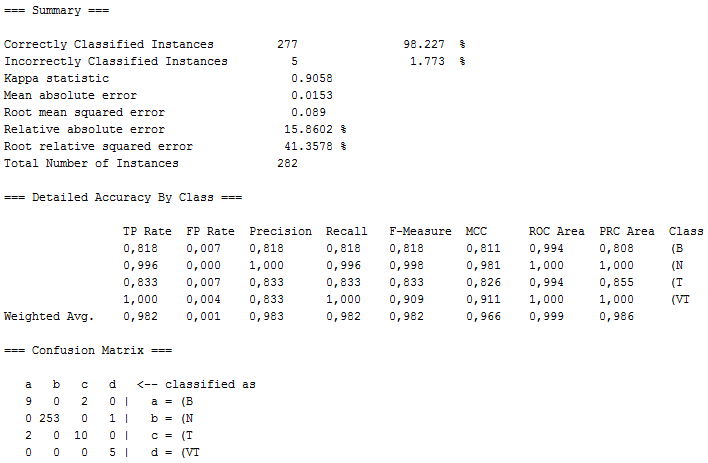 === Summary ===
Correctly Classified Instances 277 98.227 %
Incorrectly Classified Instances 5 1.773 %
Kappa statistic 0.9058
Mean absolute error 0.0153
Root mean squared error 0.089
Relative absolute error 15.8602 %
Root relative squared error 41.3578 %
Total Number of Instances 282
=== Detailed Accuracy By Class ===
TP Rate FP Rate Precision Recall F-Measure MCC ROC Area PRC Area Class
0,818 0,007 0,818 0,818 0,818 0,811 0,994 0,808 (B
0,996 0,000 1,000 0,996 0,998 0,981 1,000 1,000 (N
0,833 0,007 0,833 0,833 0,833 0,826 0,994 0,855 (T
1,000 0,004 0,833 1,000 0,909 0,911 1,000 1,000 (VT
Weighted Avg. 0,982 0,001 0,983 0,982 0,982 0,966 0,999 0,986
=== Confusion Matrix ===
a b c d <-- classified as
9 0 2 0 | a = (B
0 253 0 1 | b = (N
2 0 10 0 | c = (T
0 0 0 5 | d = (VT